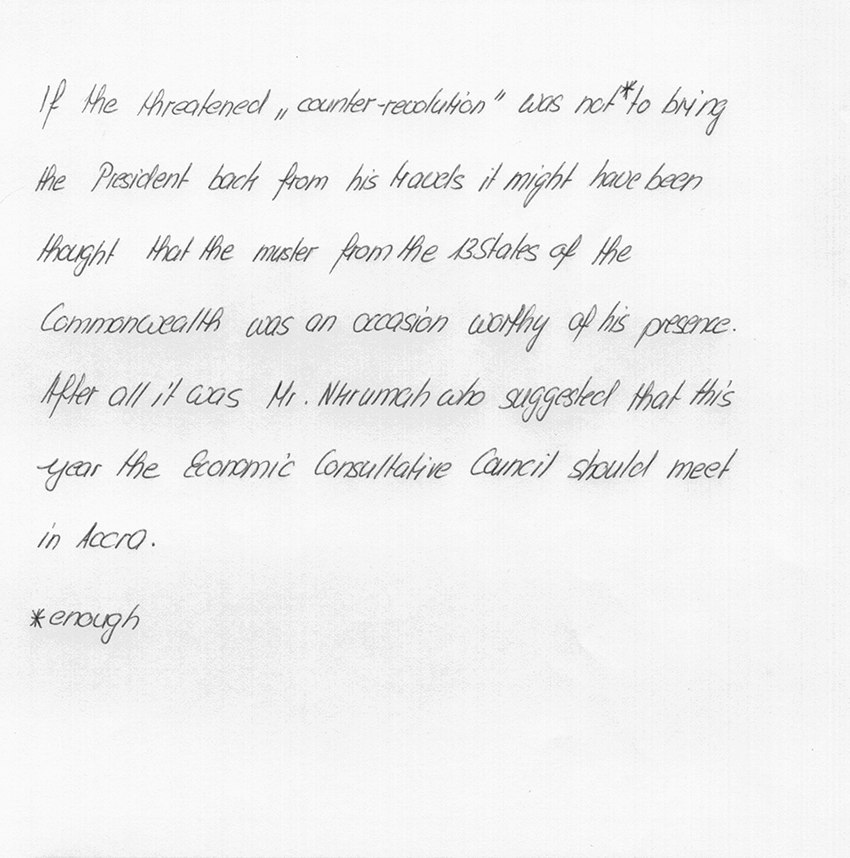 If the threatened „counter-revolution" was not*to bring
the President back from his travels it might have been
thought that the muster from the 13 States of the
Commonwealth was an occasion worthy of his presence.
After all it was Mr. Nkrumah who suggested that this
year the Economic Consultative Council should meet
in Accra.
*enough